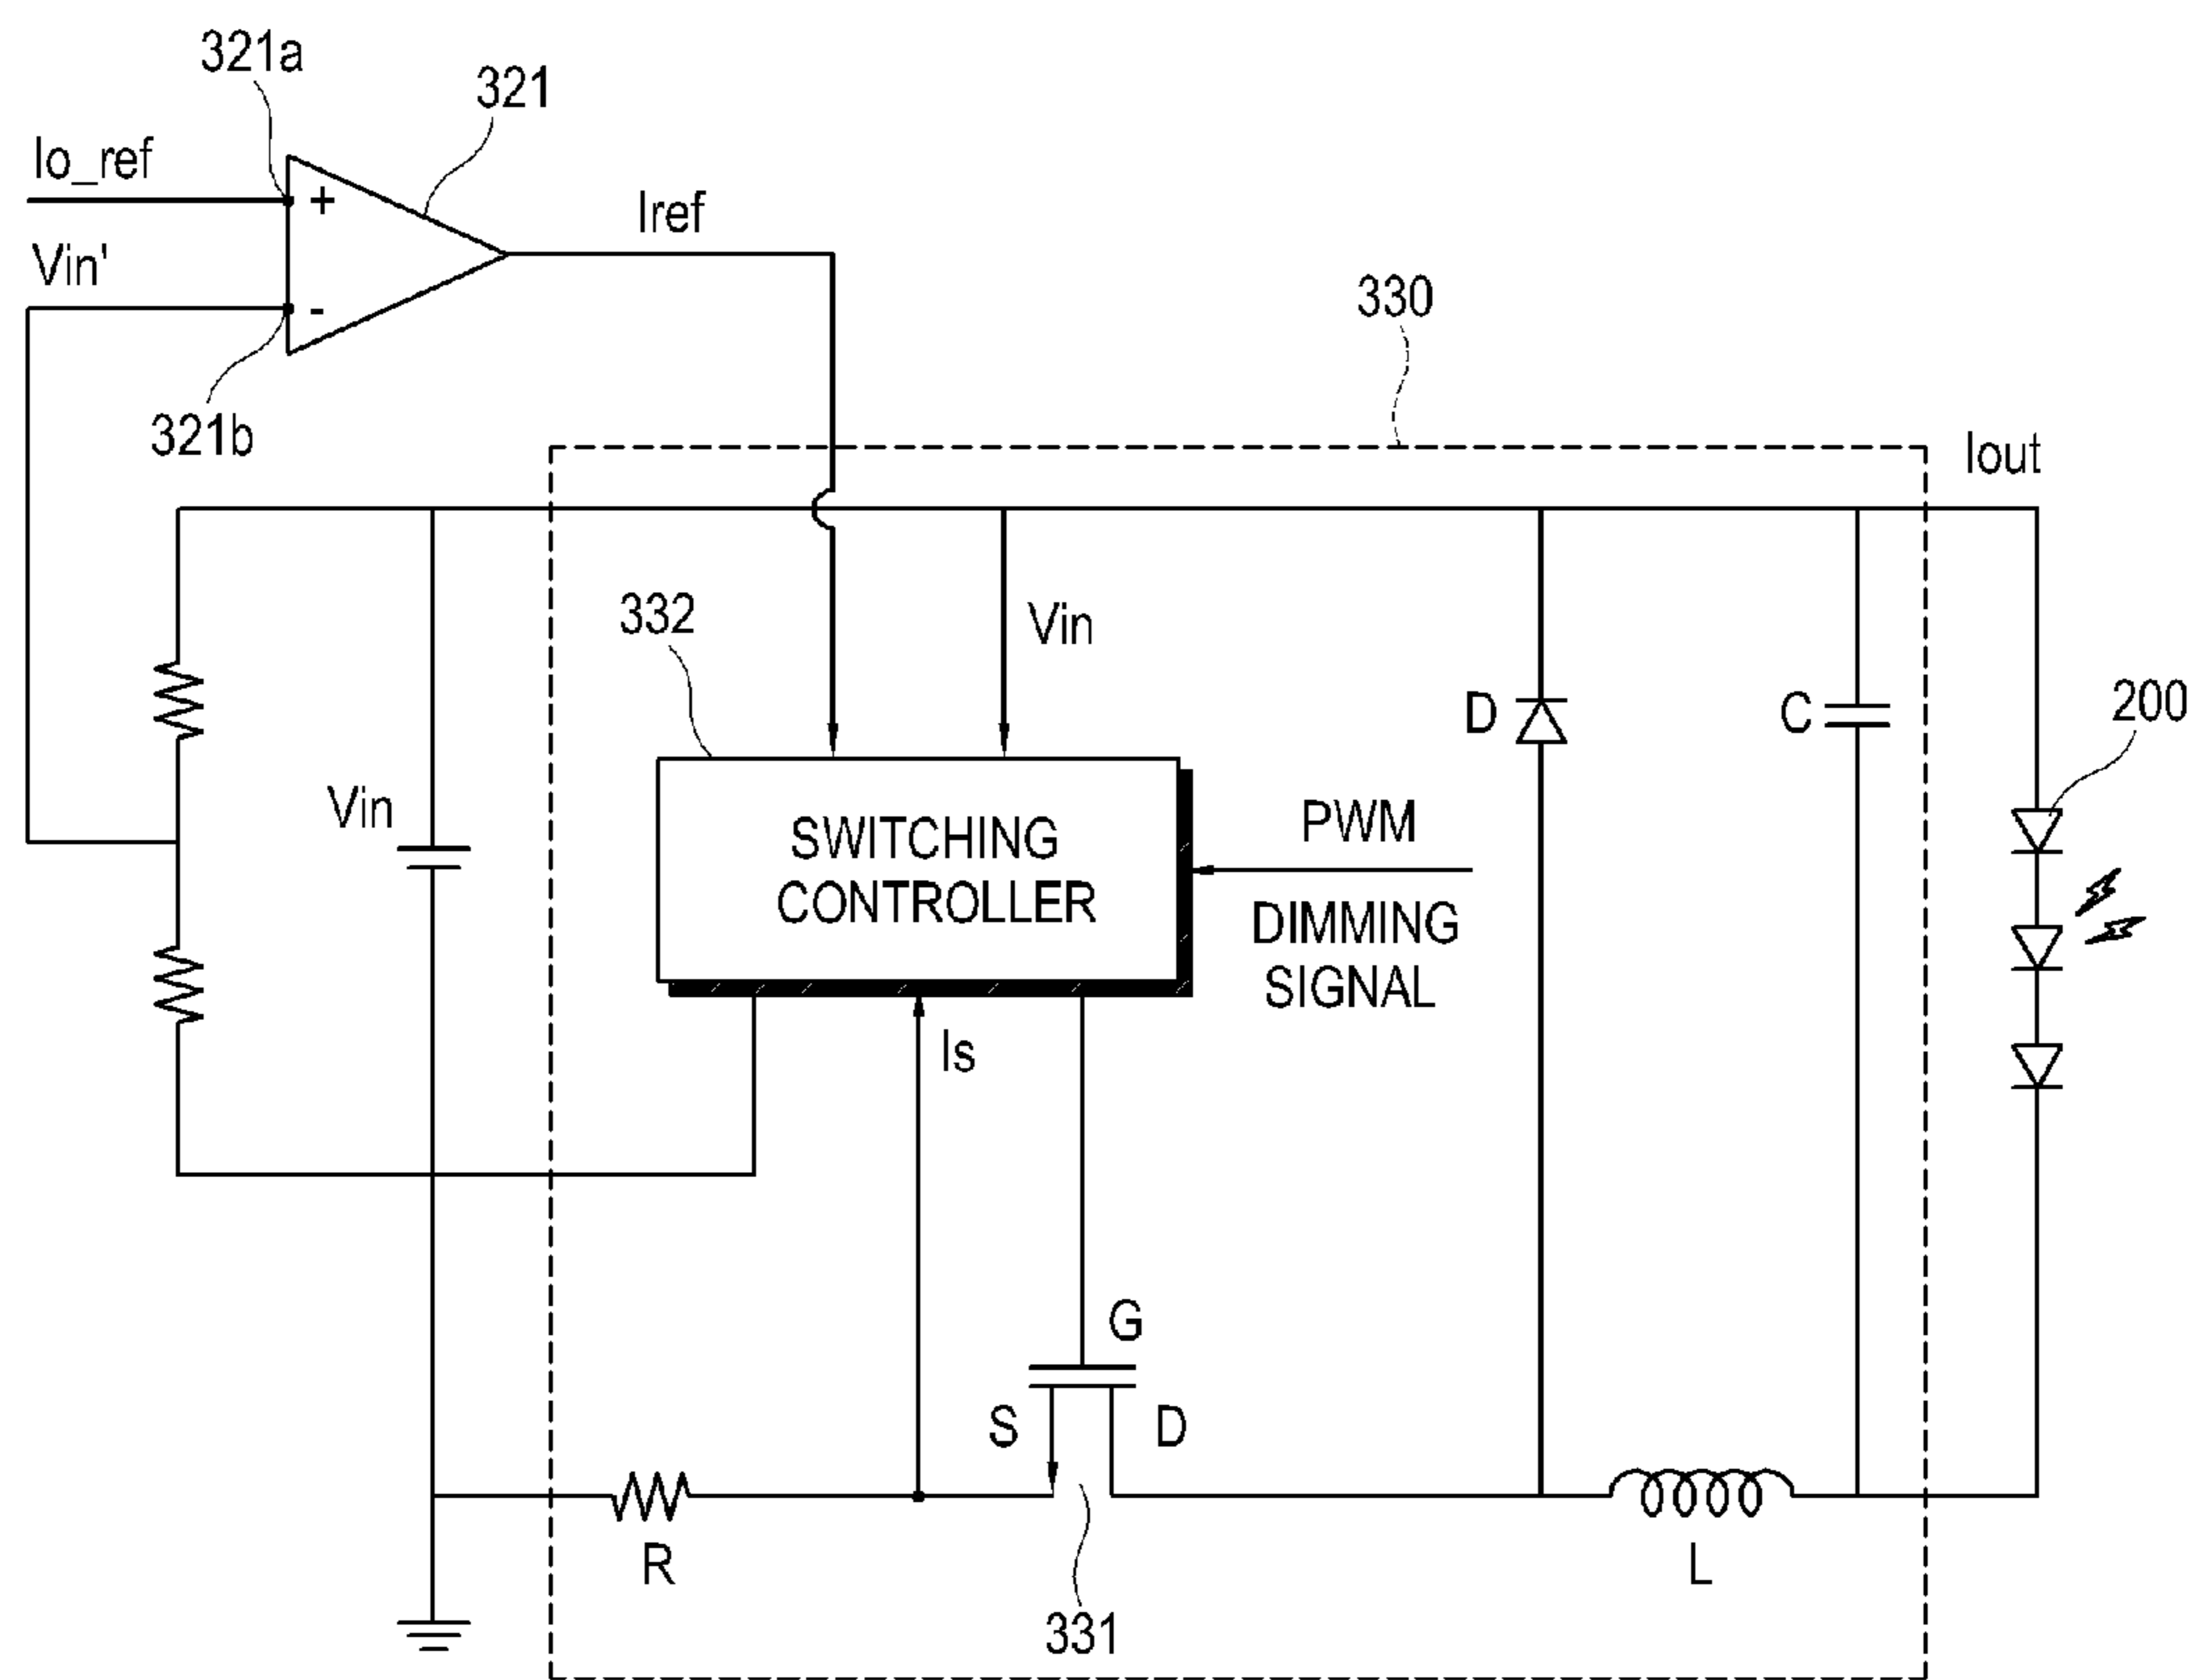 321a
321
Io_ref
+
Iref
Vin'
-
330
321b
Iout
332
Vin
D
C
200
Vin
SWITCHING
CONTROLLER
PWM
DIMMING
SIGNAL
Is
G
S
D
R
L
331